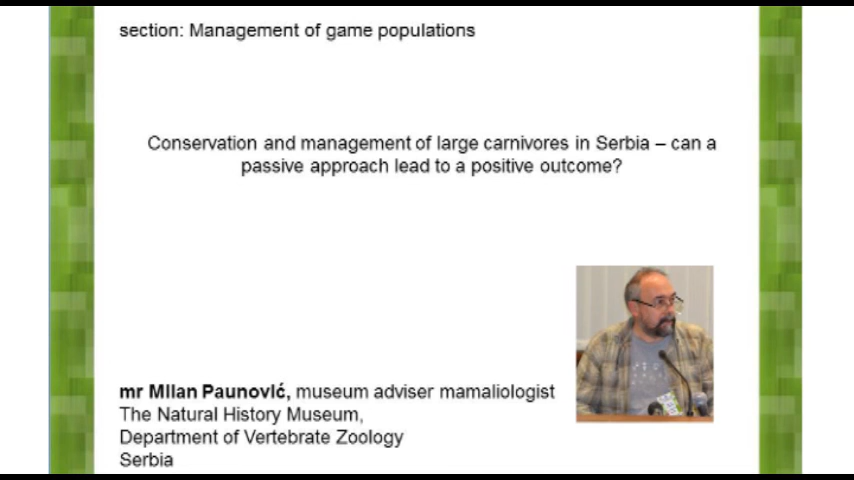 section: Management of game populations
Conservation and management of large carnivores in Serbia – can a
passive approach lead to a positive outcome?
mr Milan Paunović, museum adviser mamaliologist
The Natural History Museum,
Department of Vertebrate Zoology
Serbia